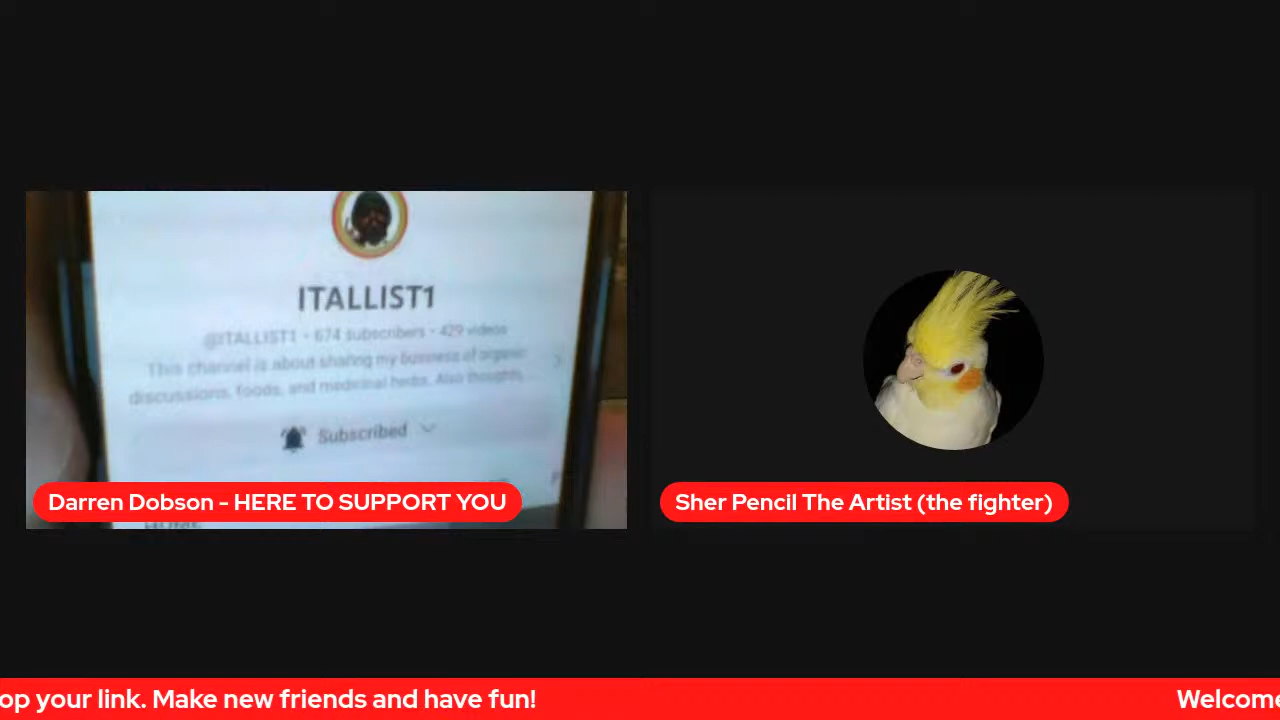 ITALLIST1
@ITALLIST1 • 674 subscribers • 429 videos
This channel is about sharing my business of organic
discussions, foods, and medicinal herbs. Also thoughts,
Subscribed
HOME
Darren Dobson - HERE TO SUPPORT YOU
Sher Pencil The Artist (the fighter)
op your link. Make new friends and have fun!
Welcome